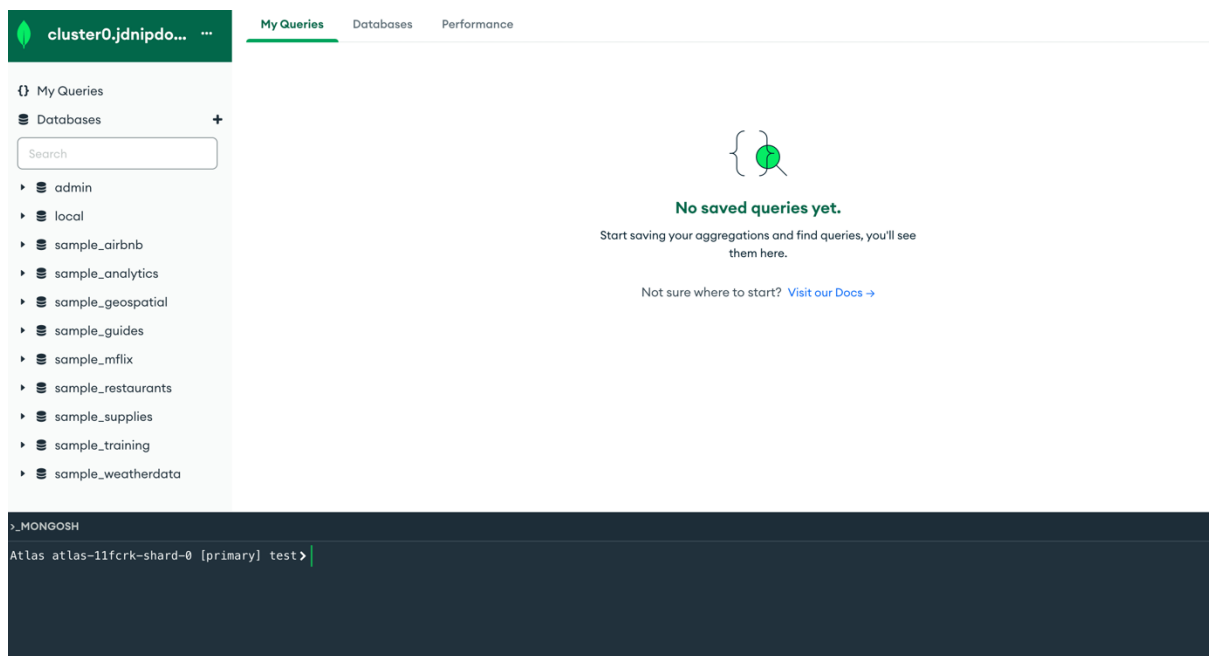 cluster0.jdnipdo... ...
My Queries Databases Performance
{} My Queries
Databases +
Search
admin
local
sample_airbnb
sample_analytics
sample_geospatial
sample_guides
sample_mflix
sample_restaurants
sample_supplies
sample_training
sample_weatherdata
No saved queries yet.
Start saving your aggregations and find queries, you'll see
them here.
Not sure where to start? Visit our Docs →
>_MONGOSH
Atlas atlas-11fcrk-shard-0 [primary] test>